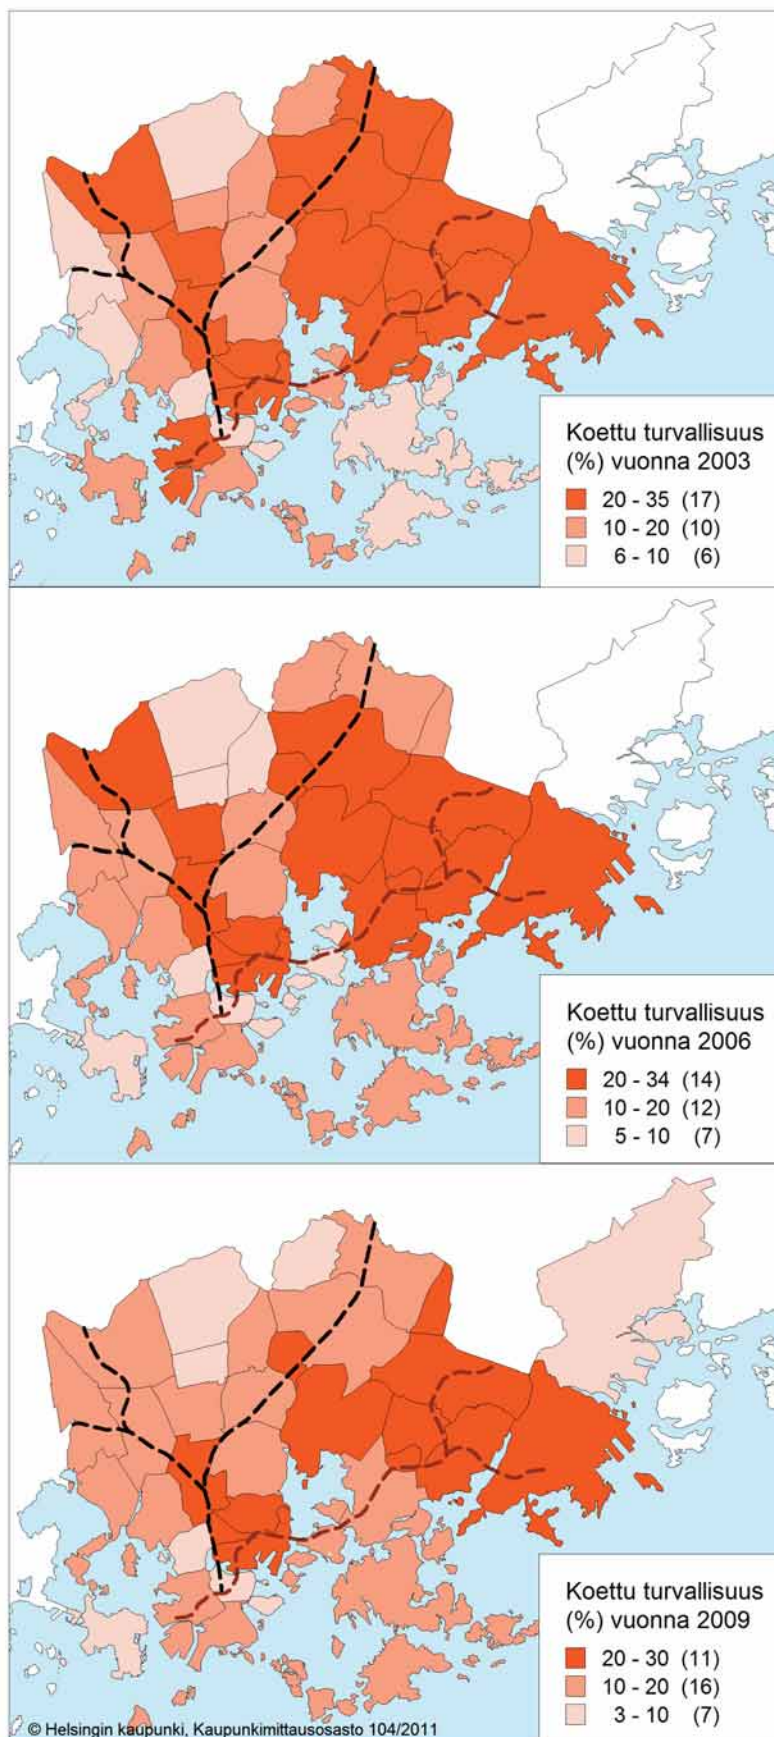 Koettu turvallisuus
(%) vuonna 2003
20 - 35 (17)
10 - 20 (10)
6 - 10 (6)
Koettu turvallisuus
(%) vuonna 2006
20 - 34 (14)
10 - 20 (12)
5 - 10 (7)
Koettu turvallisuus
(%) vuonna 2009
20 - 30 (11)
10 - 20 (16)
3 - 10 (7)
© Helsingin kaupunki, Kaupunkimittausosasto 104/2011